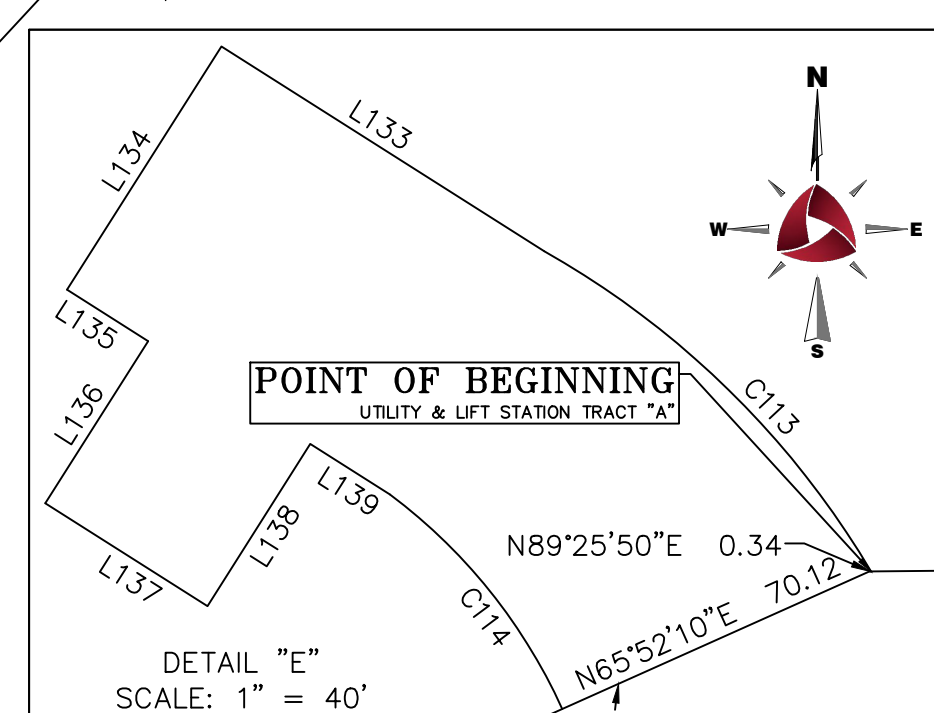 N
L133
L134
W
E
S
L135
POINT OF BEGINNING
UTILITY & LIFT STATION TRACT "A"
L136
C113
L139
L138
N89°25'50"E 0.34
L137
C114
N65°52'10"E 70.12
DETAIL "E"
SCALE: 1" = 40'